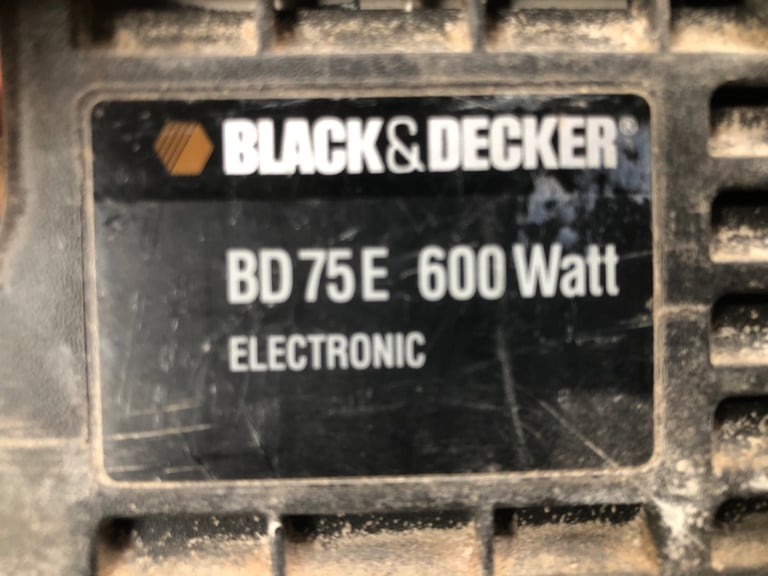 BLACK&DECKER®
BD 75 E 600 Watt
ELECTRONIC